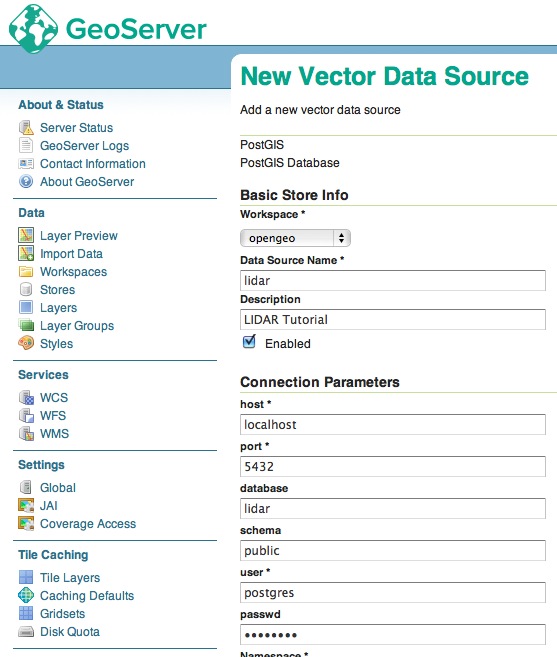 GeoServer
About & Status
Server Status
GeoServer Logs
Contact Information
About GeoServer
Data
Layer Preview
Import Data
Workspaces
Stores
Layers
Layer Groups
Styles
Services
WCS
WFS
WMS
Settings
Global
JAI
Coverage Access
Tile Caching
Tile Layers
Caching Defaults
Gridsets
Disk Quota
New Vector Data Source
Add a new vector data source
PostGIS
PostGIS Database
Basic Store Info
Workspace *
opengeo
Data Source Name *
lidar
Description
LIDAR Tutorial
Enabled
Connection Parameters
host *
localhost
port *
5432
database
lidar
schema
public
user *
postgres
passwd
••••••••
Namespace *